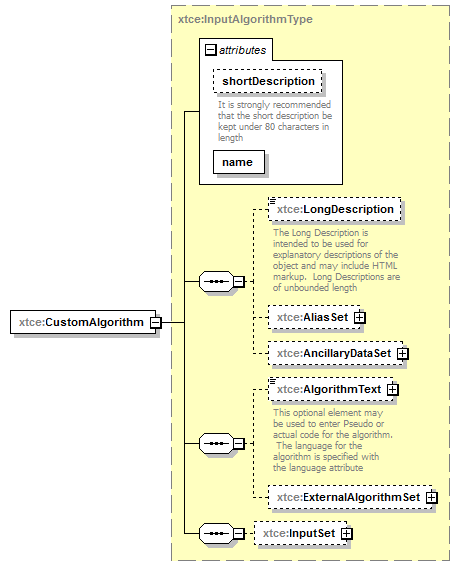 xtce:InputAlgorithmType
attributes
shortDescription
It is strongly recommended
that the short description be
kept under 80 characters in
length
name
xtce:LongDescription
The Long Description is
intended to be used for
explanatory descriptions of the
object and may include HTML
markup.  Long Descriptions are
of unbounded length
xtce:CustomAlgorithm
xtce:AliasSet
xtce:AncillaryDataSet
xtce:AlgorithmText
This optional element may
be used to enter Pseudo or
actual code for the algorithm.
The language for the
algorithm is specified with
the language attribute
xtce:ExternalAlgorithmSet
xtce:InputSet